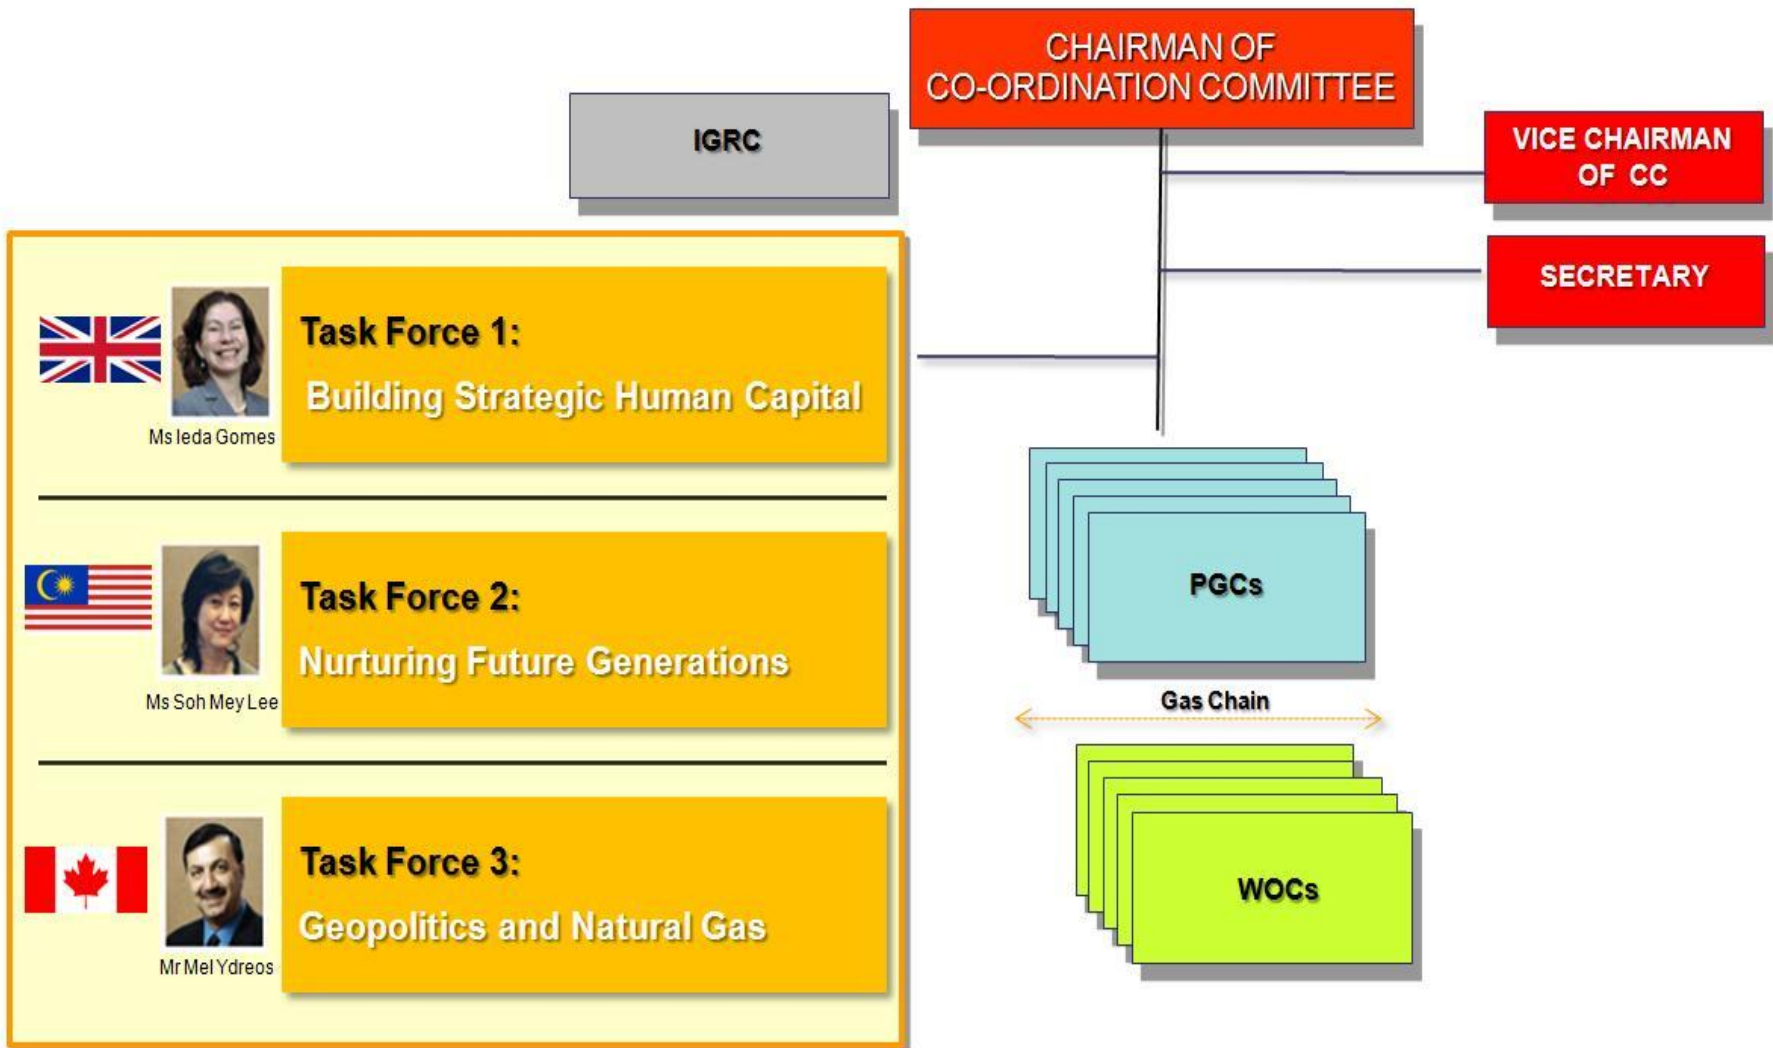 CHAIRMAN OF
CO-ORDINATION COMMITTEE
IGRC
VICE CHAIRMAN
OF CC
SECRETARY
Task Force 1:
Building Strategic Human Capital
Ms Ieda Gomes
Task Force 2:
Nurturing Future Generations
Ms Soh Mey Lee
Task Force 3:
Geopolitics and Natural Gas
Mr Mel Ydreos
PGCs
Gas Chain
WOCs